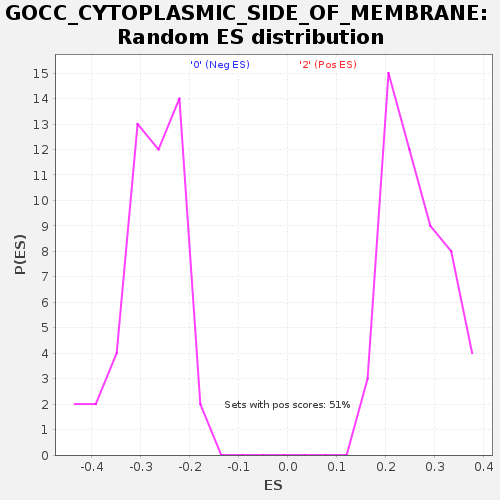 GOCC_CYTOPLASMIC_SIDE_OF_MEMBRANE:
Random ES distribution
'0' (Neg ES) '2' (Pos ES)
15
14
13
12
11
10
9
8
7
6
5
4
3
2
1
0
P(ES)
Sets with pos scores: 51%
-0.4 -0.3 -0.2 -0.1 0.0 0.1 0.2 0.3 0.4
ES